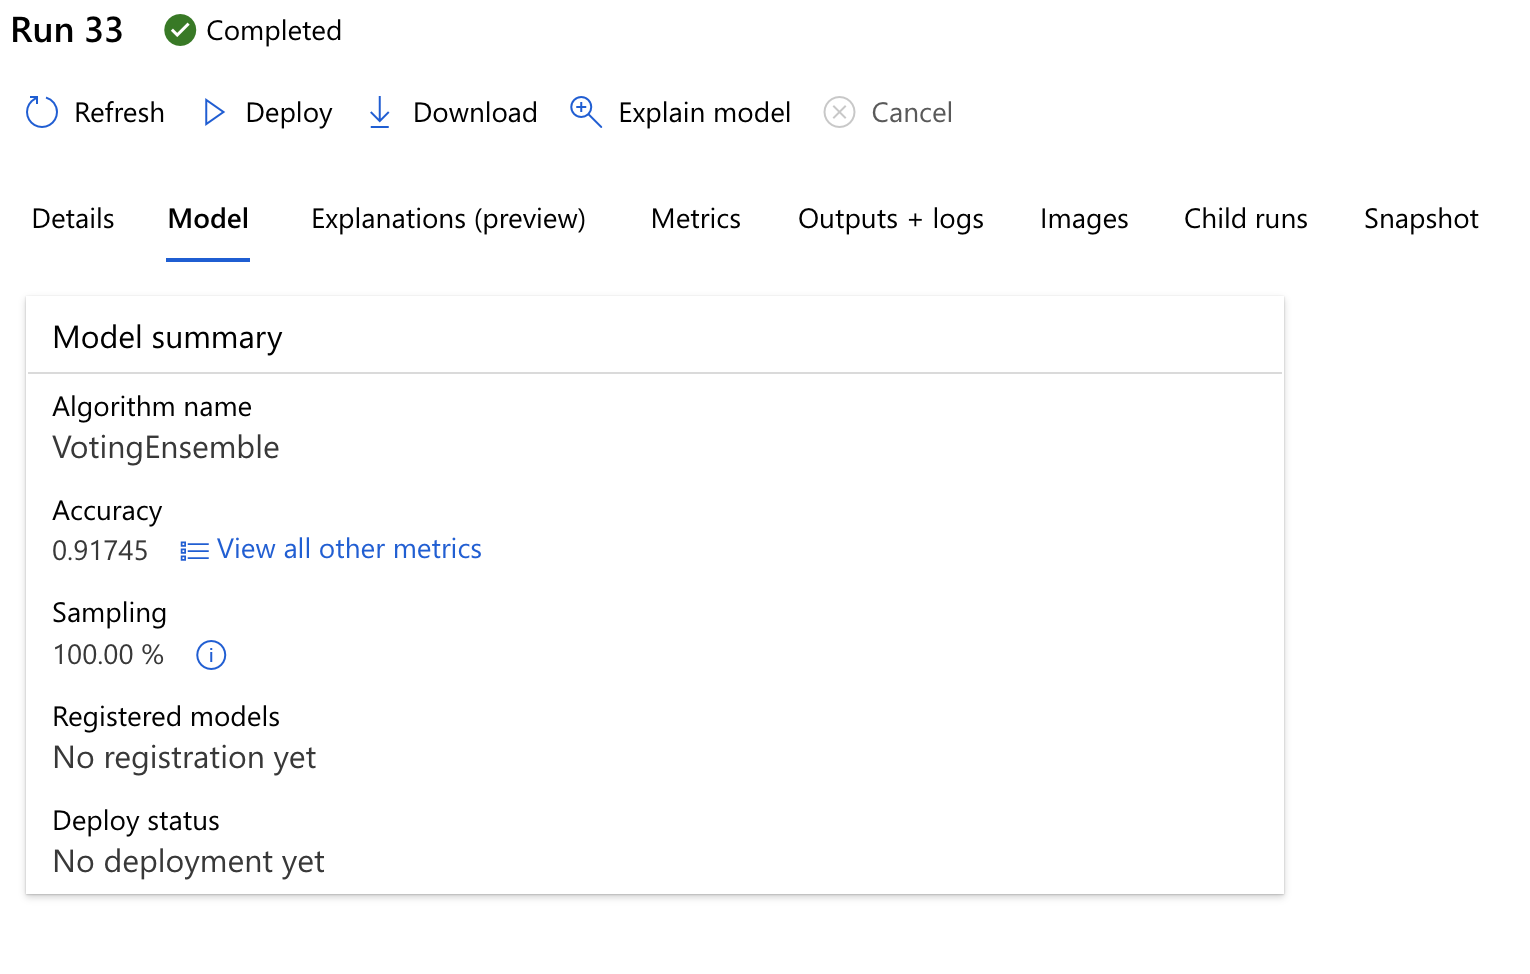 Run 33 Completed
Refresh Deploy Download Explain model Cancel
Details Model Explanations (preview) Metrics Outputs + logs Images Child runs Snapshot
Model summary
Algorithm name
VotingEnsemble
Accuracy
0.91745 View all other metrics
Sampling
100.00 %
Registered models
No registration yet
Deploy status
No deployment yet